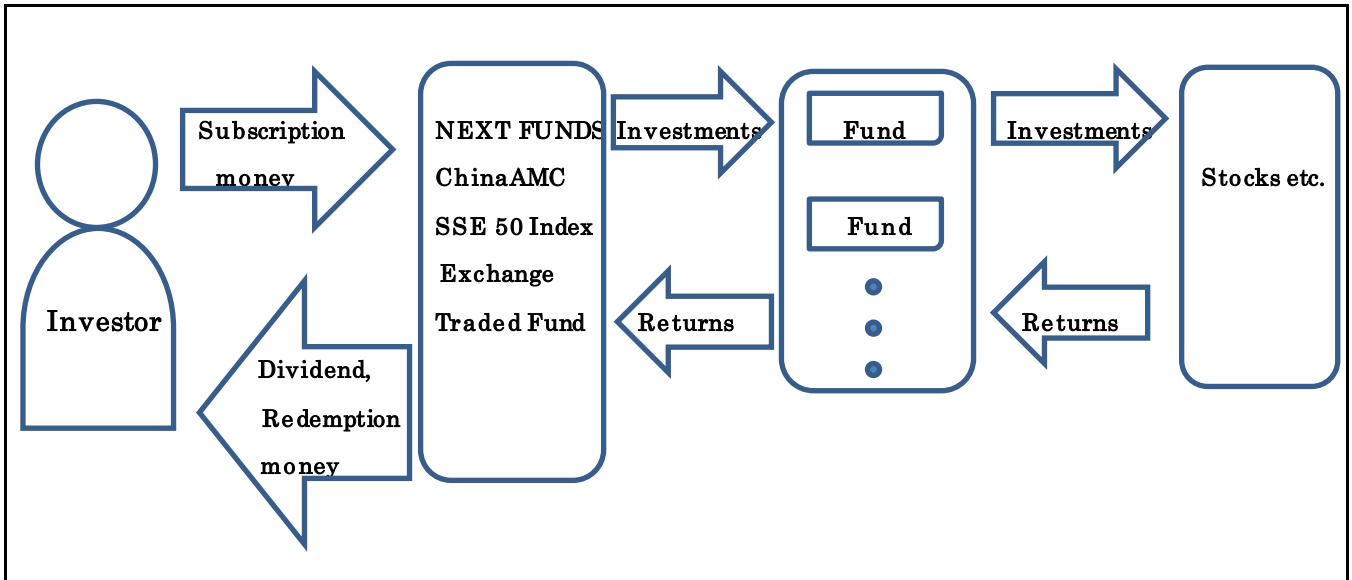 Investor
Subscription
money
Dividend,
Redemption
money
NEXT FUNDS
ChinaAMC
SSE 50 Index
Exchange
Traded Fund
Investments
Returns
Fund
Fund
Investments
Returns
Stocks etc.